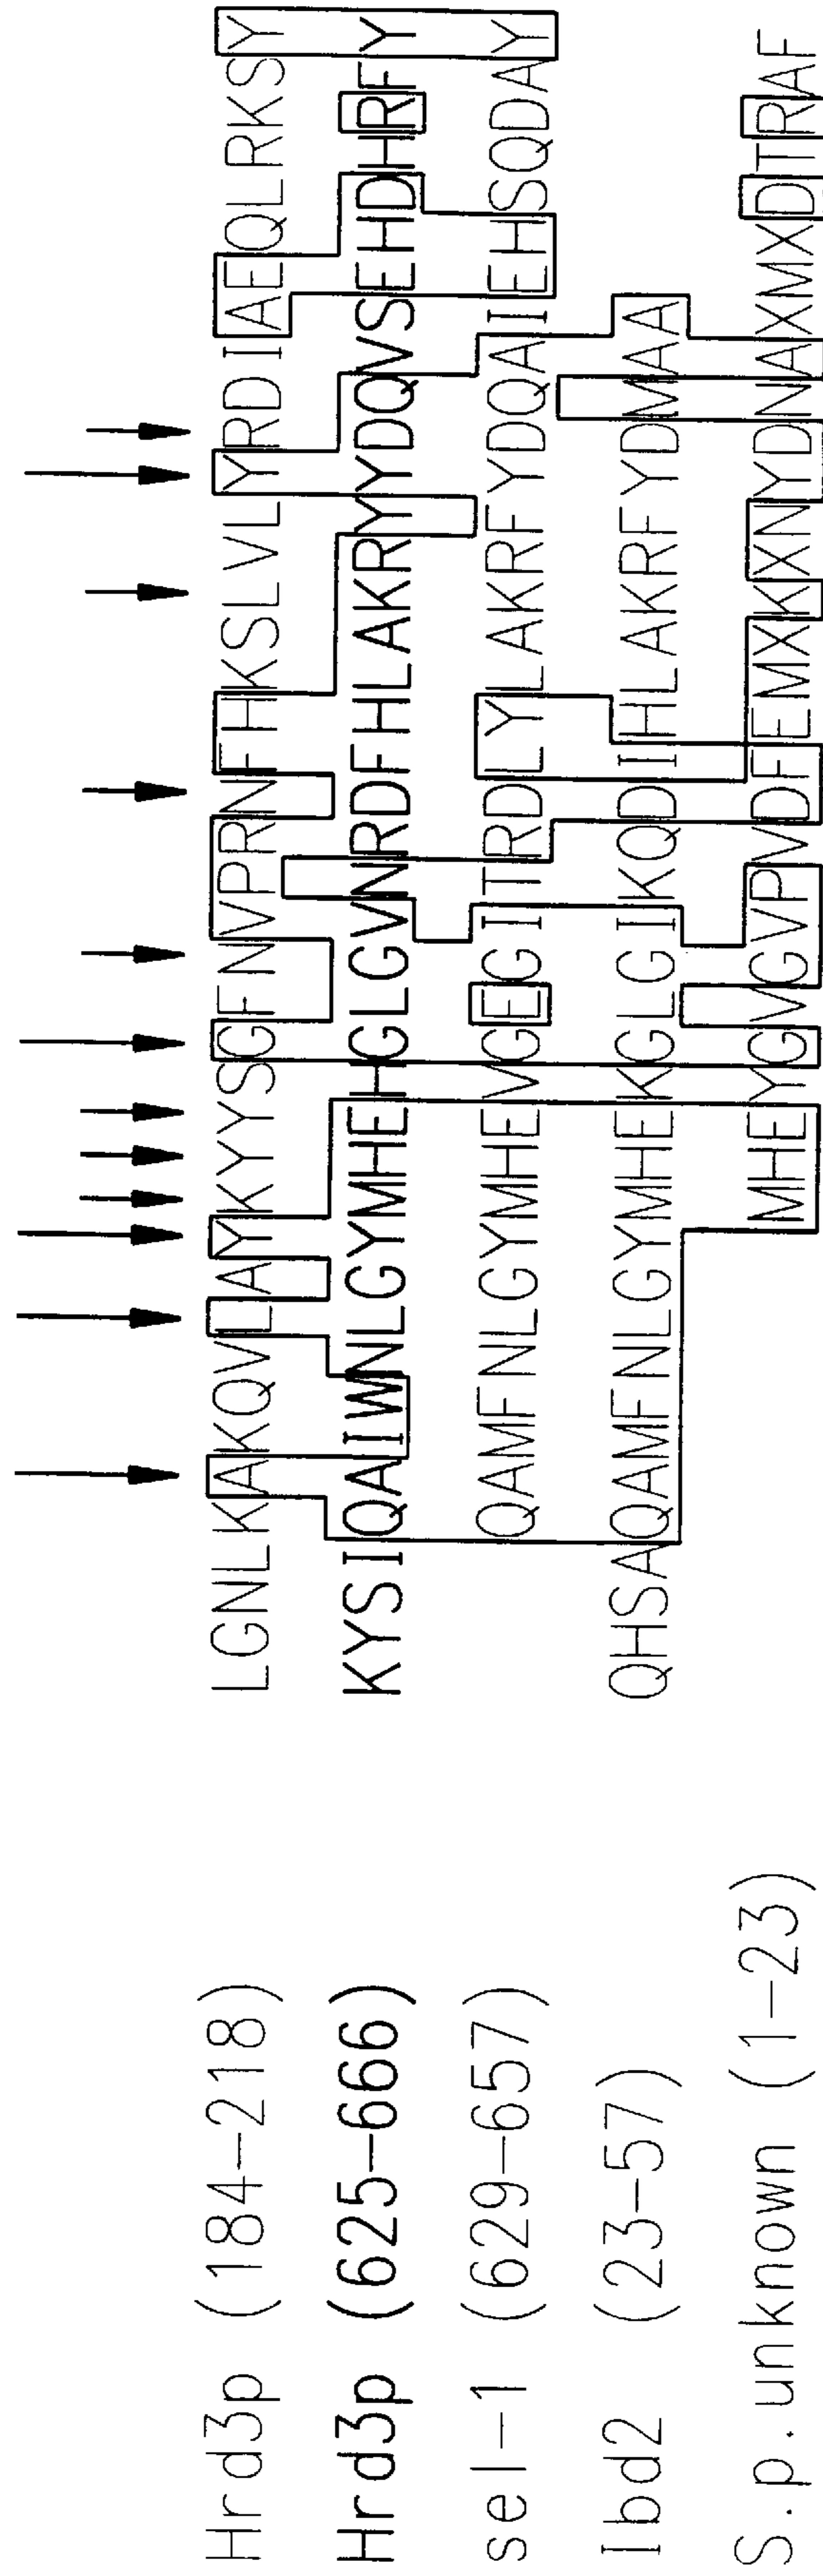 Hrd3p (184-218) LGNLKAKQVLAYKYYSGFNVPRNFHKSLVLYRDIAEQLRKSY
Hrd3p (625-666) KYSIQAIWNLGYMHEHGLGVNRDFHLAKRYYDQVSEHDHRFY
sel-1 (629-657) QAMFNLGYMHEVGEGITRDLYLAKRFYDQAIEHSQDAY
Ibd2 (23-57) QHSAQAMFNLGYMHEKGLGIKQDIHLAKRFYDMAA
S.p.unknown (1-23) MHEYGVGVPVDFEMXKXNYDNAXMXDTRAF